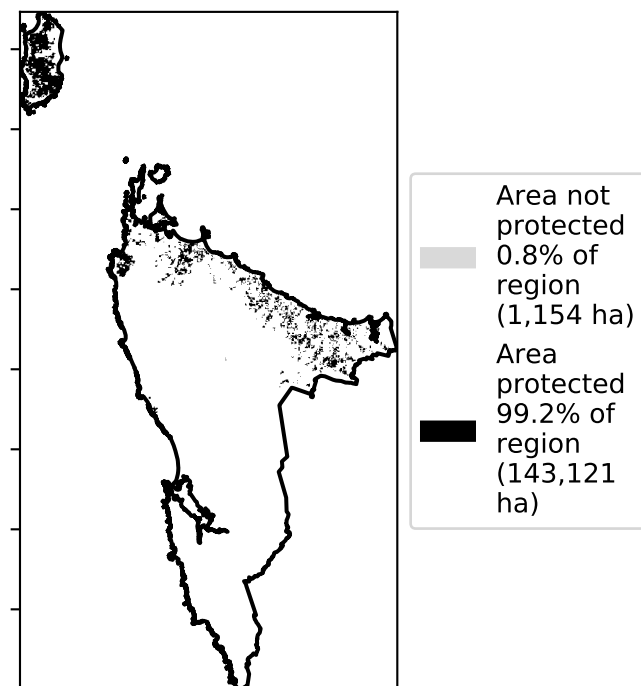 Area not
protected
0.8% of
region
(1,154 ha)
Area
protected
99.2% of
region
(143,121
ha)